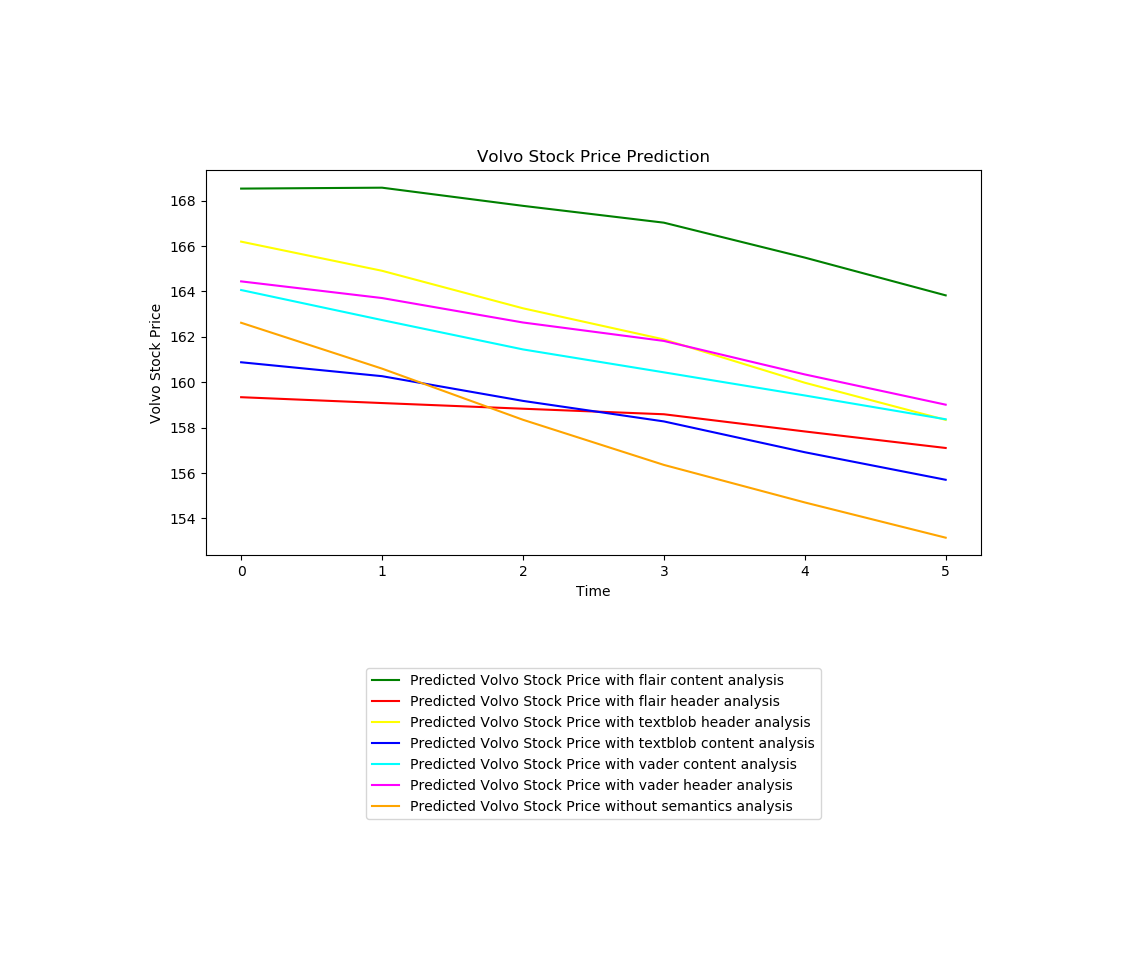 Volvo Stock Price Prediction
168
166
164
162
160
158
156
154
Volvo Stock Price
0 1 2 3 4 5
Time
Predicted Volvo Stock Price with flair content analysis
Predicted Volvo Stock Price with flair header analysis
Predicted Volvo Stock Price with textblob header analysis
Predicted Volvo Stock Price with textblob content analysis
Predicted Volvo Stock Price with vader content analysis
Predicted Volvo Stock Price with vader header analysis
Predicted Volvo Stock Price without semantics analysis